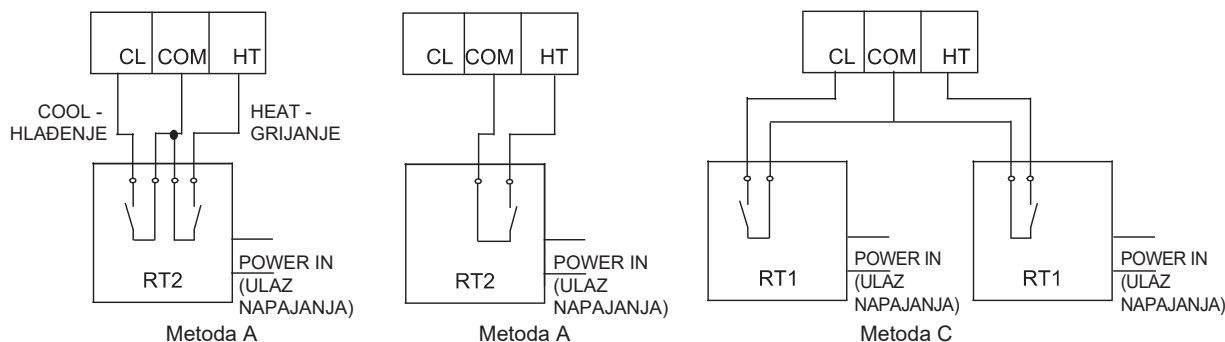 CL COM HT
COOL -
HLAĐENJE
HEAT -
GRIJANJE
RT2
POWER IN
(ULAZ
NAPAJANJA)
Metoda A
CL COM HT
RT2
POWER IN
(ULAZ
NAPAJANJA)
Metoda A
CL COM HT
RT1
POWER IN
(ULAZ
NAPAJANJA)
RT1
POWER IN
(ULAZ
NAPAJANJA)
Metoda C